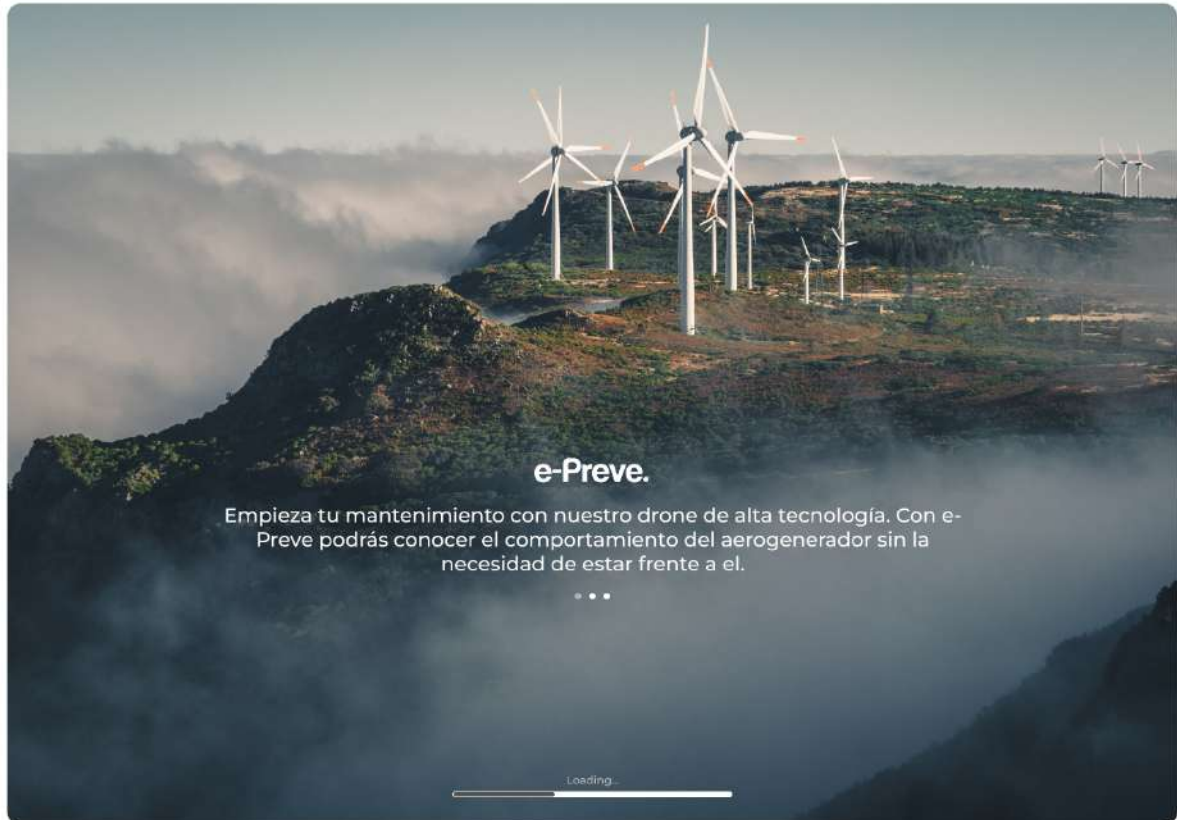 e-Preve.
Empieza tu mantenimiento con nuestro drone de alta tecnología. Con e-
Preve podrás conocer el comportamiento del aerogenerador sin la
necesidad de estar frente a el.
Loading...